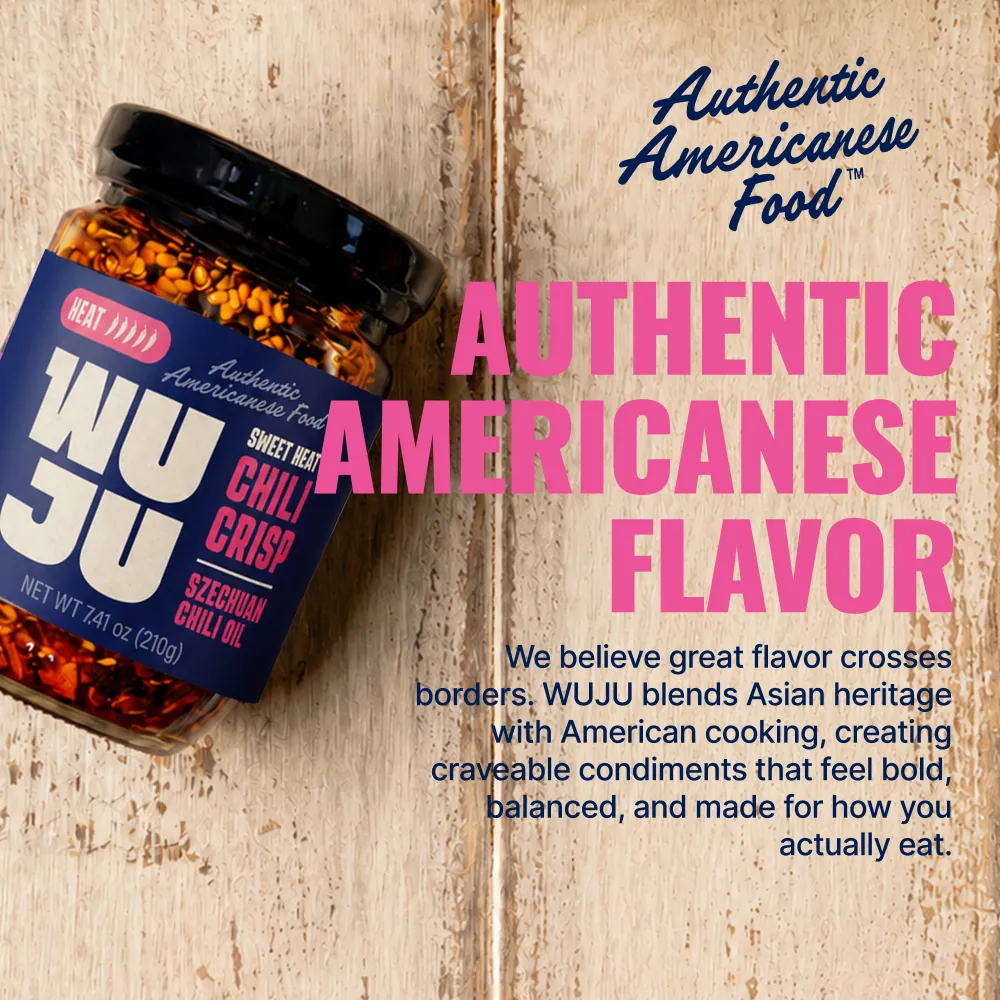 Authentic
Americanese
Food™
AUTHENTIC
AMERICANESE
FLAVOR
We believe great flavor crosses
borders. WUJU blends Asian heritage
with American cooking, creating
craveable condiments that feel bold,
balanced, and made for how you
actually eat.
HEAT
Authentic
Americanese Food
WU
JU
SWEET HEAT
CHILI
CRISP
SZECHUAN
CHILI OIL
NET WT 7.41 oz (210g)